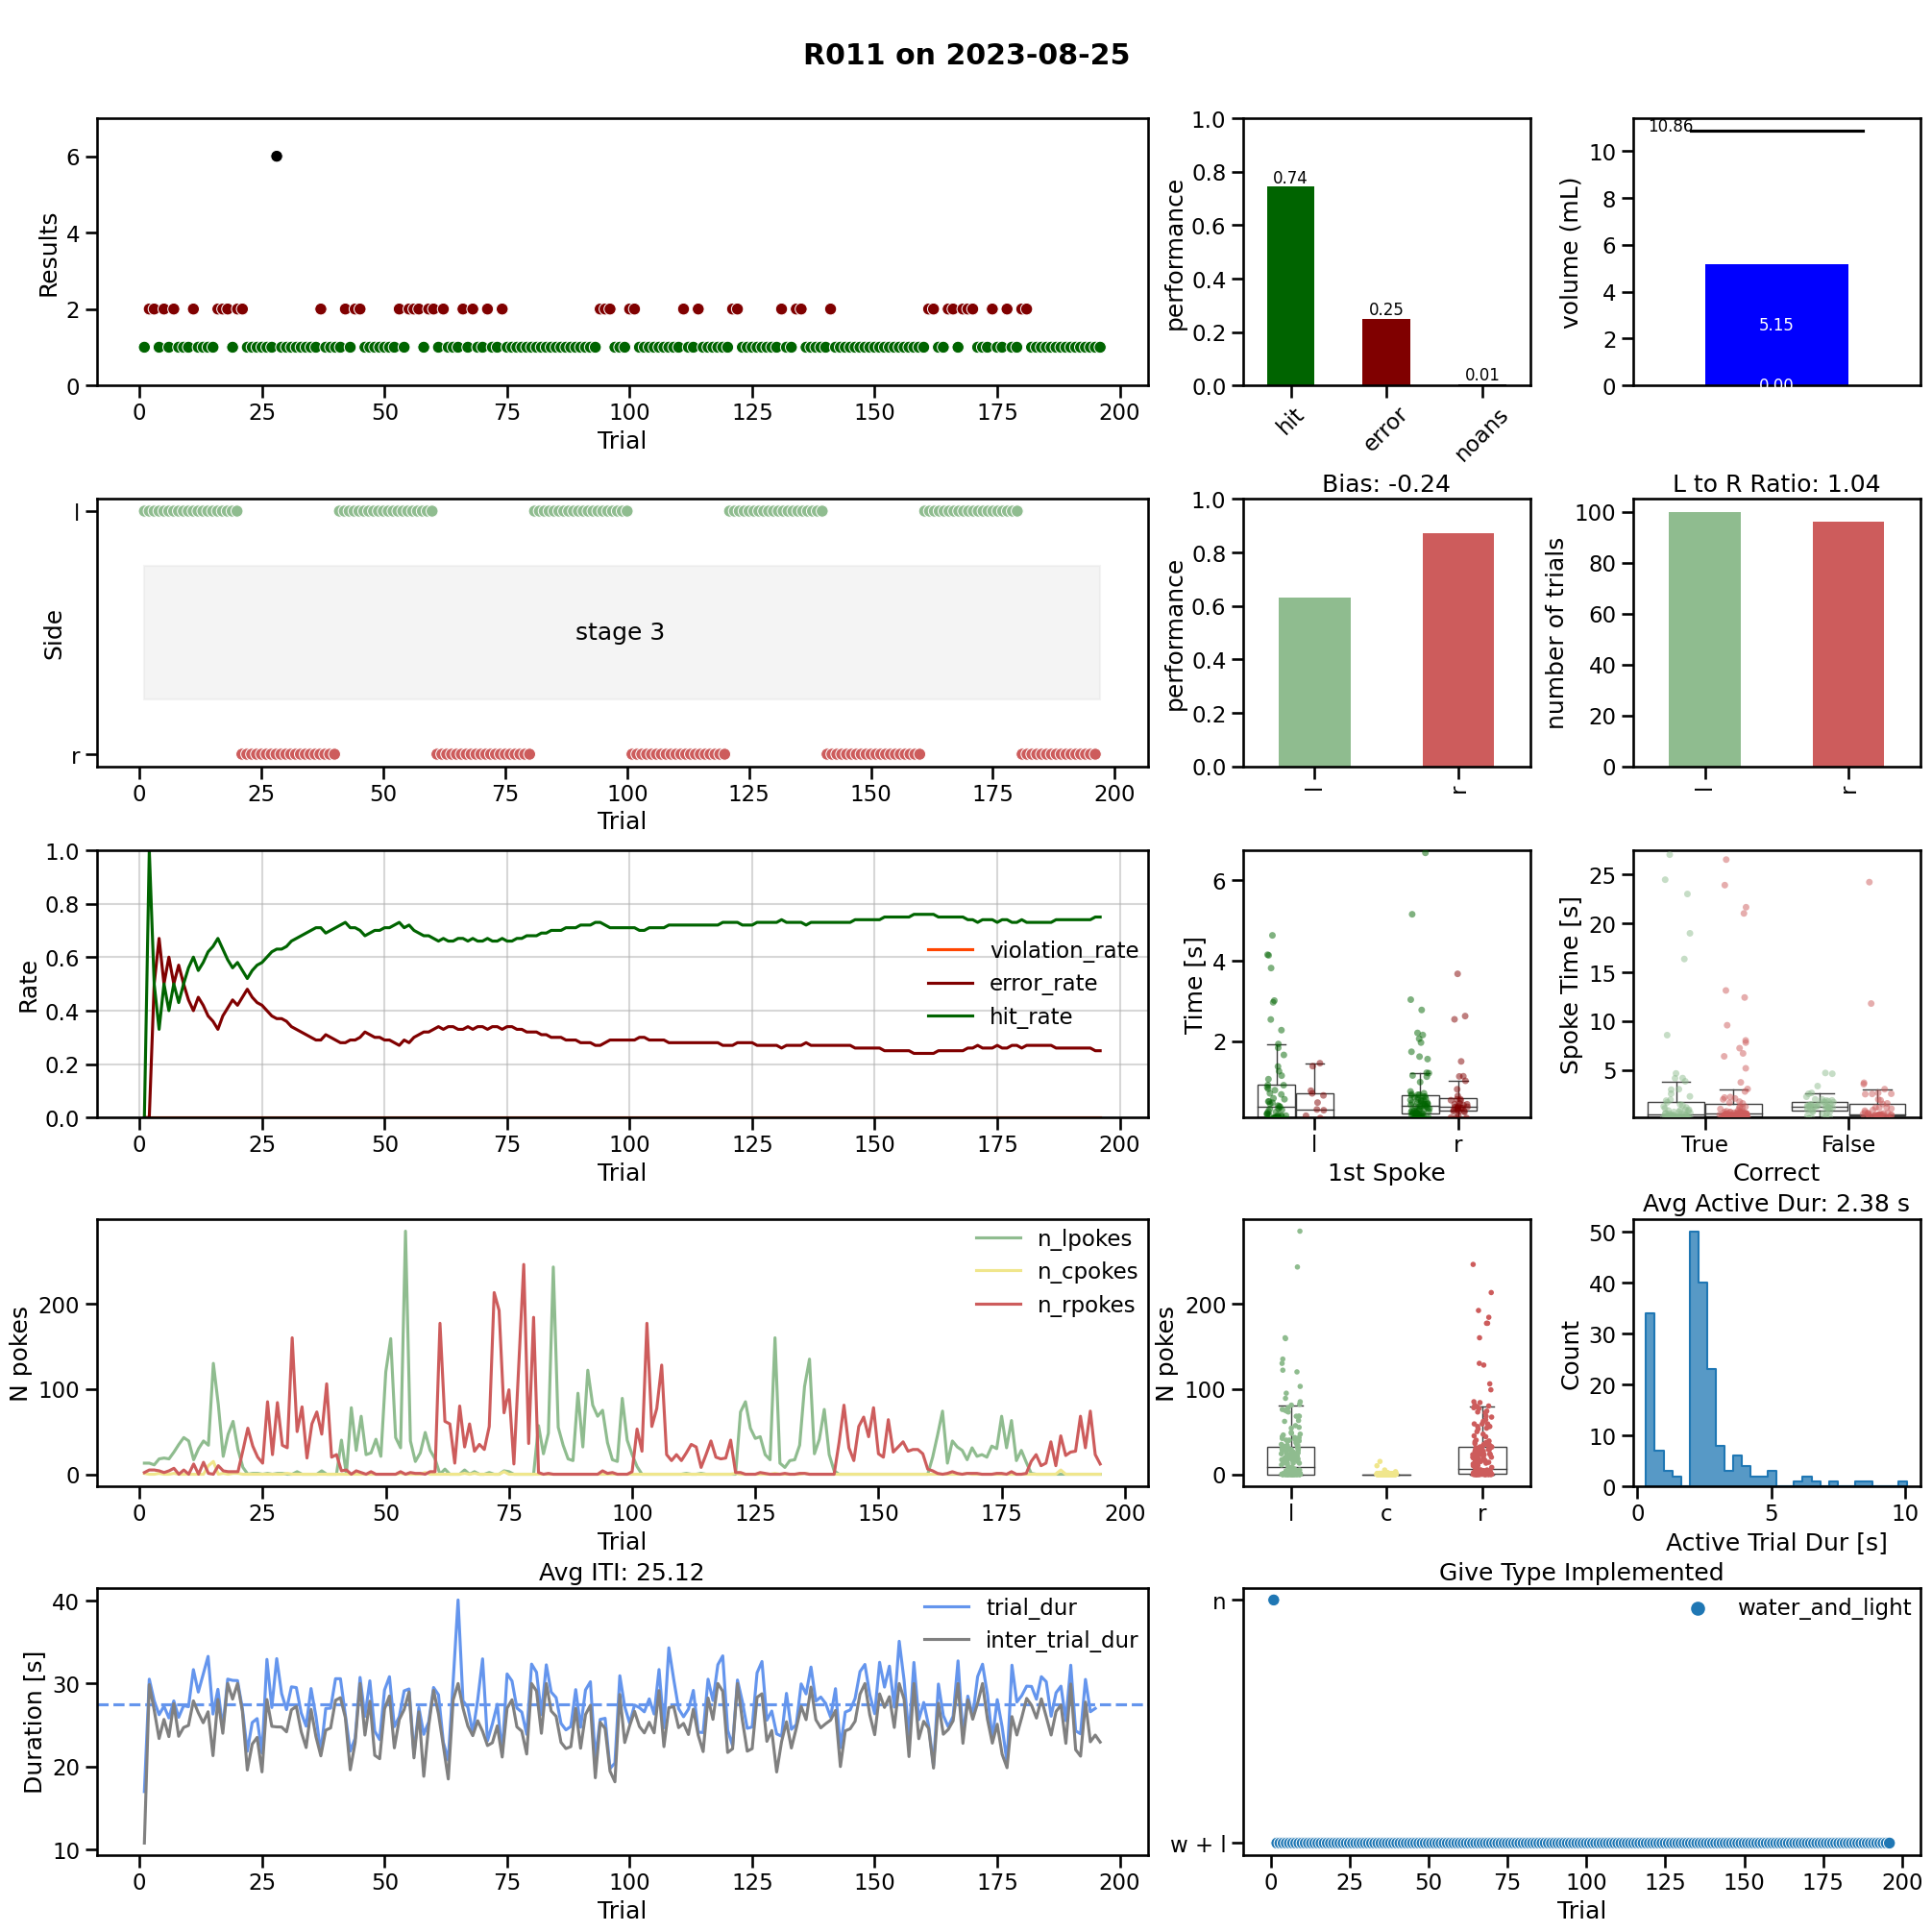 R011 on 2023-08-25
Results
6
4
2
0
0 25 50 75 100 125 150 175 200
Trial
performance
1.0
0.8
0.6
0.4
0.2
0.0
0.74
0.25
0.01
hit error noans
volume (mL)
10
8
6
4
2
0
10.86
5.15
0.00
Side
l
r
stage 3
0 25 50 75 100 125 150 175 200
Trial
Bias: -0.24
performance
1.0
0.8
0.6
0.4
0.2
0.0
l r
L to R Ratio: 1.04
number of trials
100
80
60
40
20
0
l r
Rate
1.0
0.8
0.6
0.4
0.2
0.0
violation_rate
error_rate
hit_rate
0 25 50 75 100 125 150 175 200
Trial
Time [s]
6
4
2
l r
1st Spoke
Spoke Time [s]
25
20
15
10
5
True False
Correct
N pokes
200
100
0
n_lpokes
n_cpokes
n_rpokes
0 25 50 75 100 125 150 175 200
Trial
N pokes
200
100
0
l c r
Avg Active Dur: 2.38 s
Count
50
40
30
20
10
0
0 5 10
Active Trial Dur [s]
Avg ITI: 25.12
Duration [s]
40
30
20
10
trial_dur
inter_trial_dur
0 25 50 75 100 125 150 175 200
Trial
Give Type Implemented
n
w + l
water_and_light
0 25 50 75 100 125 150 175 200
Trial